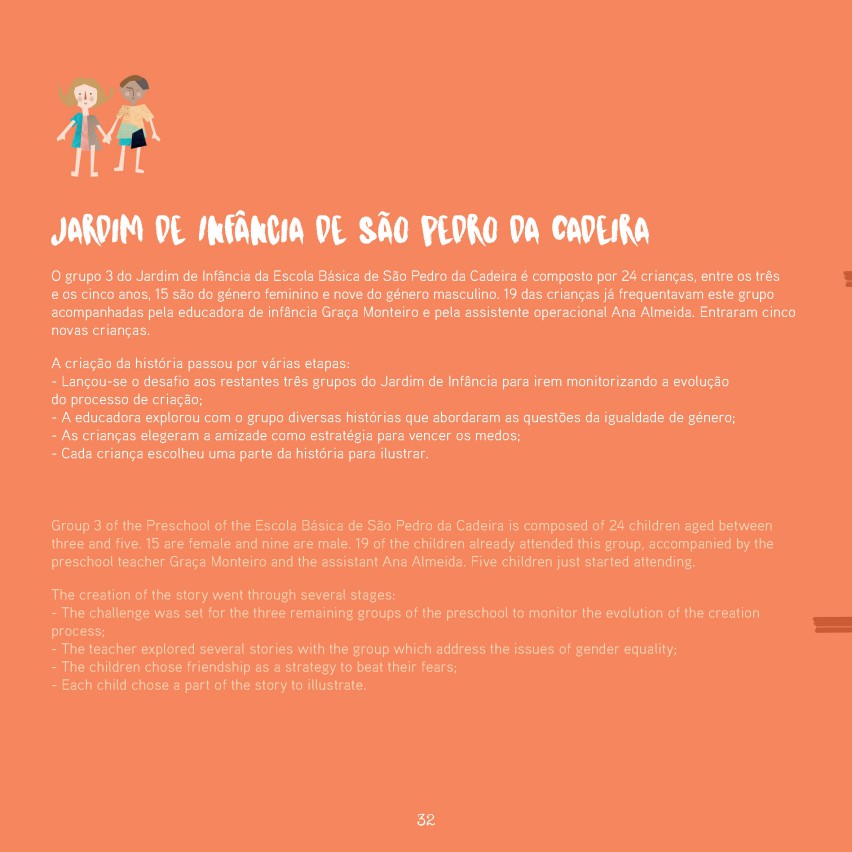 JARDIM DE INFÂNCIA DE SÃO PEDRO DA CADEIRA
O grupo 3 do Jardim de Infância da Escola Básica de São Pedro da Cadeira é composto por 24 crianças, entre os três
e os cinco anos, 15 são do género feminino e nove do género masculino. 19 das crianças já frequentavam este grupo
acompanhadas pela educadora de infância Graça Monteiro e pela assistente operacional Ana Almeida. Entraram cinco
novas crianças.
A criação da história passou por várias etapas:
- Lançou-se o desafio aos restantes três grupos do Jardim de Infância para irem monitorizando a evolução
do processo de criação;
- A educadora explorou com o grupo diversas histórias que abordaram as questões da igualdade de género;
- As crianças elegeram a amizade como estratégia para vencer os medos;
- Cada criança escolheu uma parte da história para ilustrar.
Group 3 of the Preschool of the Escola Básica de São Pedro da Cadeira is composed of 24 children aged between
three and five. 15 are female and nine are male. 19 of the children already attended this group, accompanied by the
preschool teacher Graça Monteiro and the assistant Ana Almeida. Five children just started attending.
The creation of the story went through several stages:
- The challenge was set for the three remaining groups of the preschool to monitor the evolution of the creation
process;
- The teacher explored several stories with the group which address the issues of gender equality;
- The children chose friendship as a strategy to beat their fears;
- Each child chose a part of the story to illustrate.
32